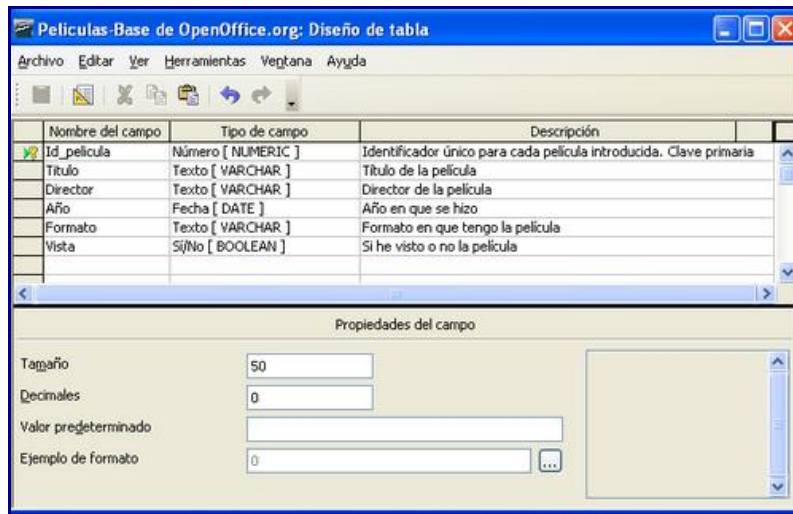 Peliculas-Base de OpenOffice.org: Diseño de tabla
Archivo Editar Ver Herramientas Ventana Ayuda
Nombre del campo Tipo de campo Descripción
Id_pelicula Número [ NUMERIC ] Identificador único para cada película introducida. Clave primaria
Título Texto [ VARCHAR ] Título de la película
Director Texto [ VARCHAR ] Director de la película
Año Fecha [ DATE ] Año en que se hizo
Formato Texto [ VARCHAR ] Formato en que tengo la película
Vista Sí/No [ BOOLEAN ] Si he visto o no la película
Propiedades del campo
Tamaño 50
Decimales 0
Valor predeterminado
Ejemplo de formato 0 ...